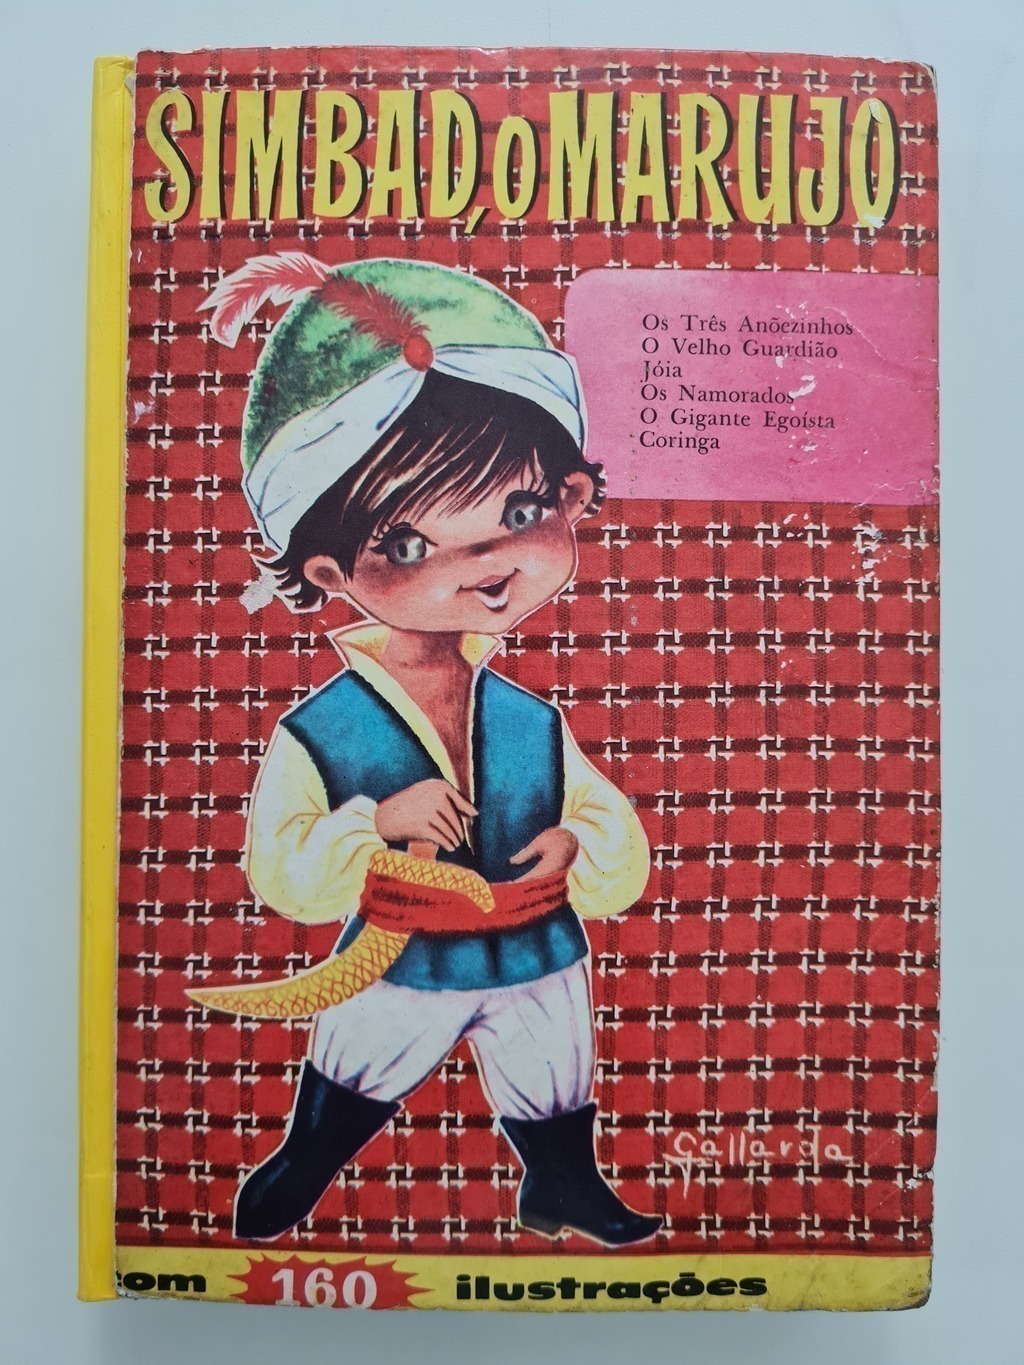 SIMBAD, O MARUJO
Os Três Anõezinhos
O Velho Guardião
Jóia
Os Namorados
O Gigante Egoísta
Coringa
Gallarda
com 160 ilustrações